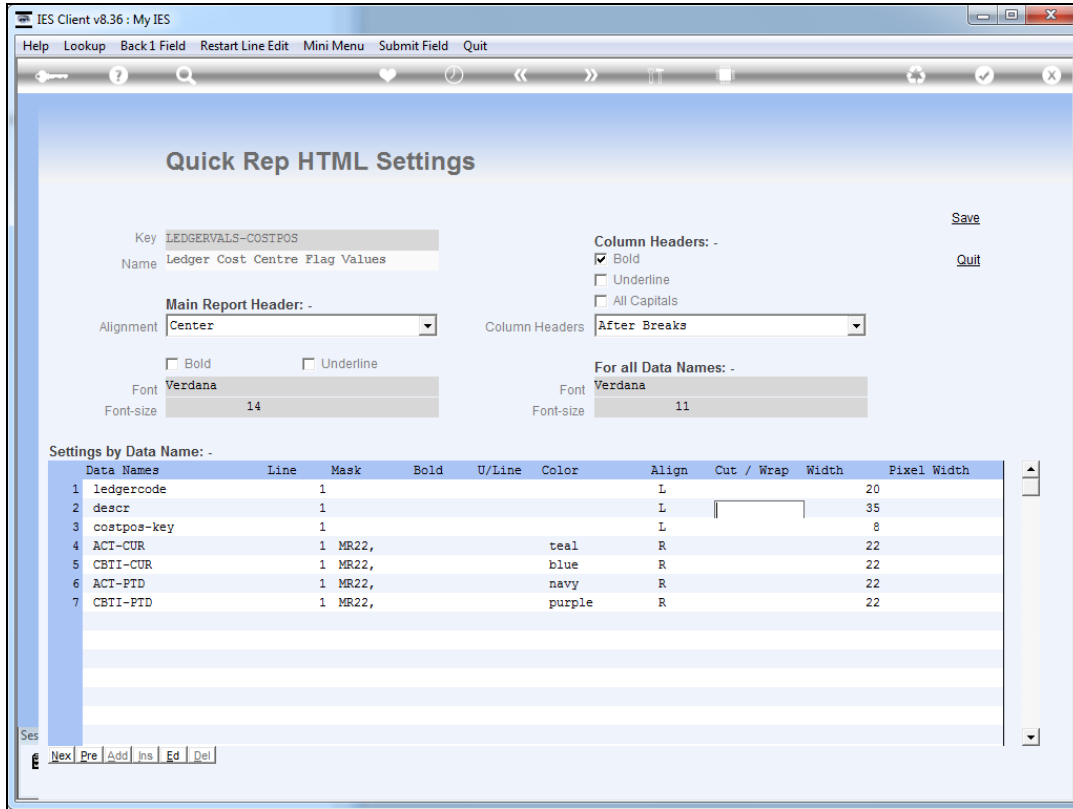 IES Client v8.36 : My IES
Help Lookup Back 1 Field Restart Line Edit Mini Menu Submit Field Quit
Quick Rep HTML Settings
Save
Key LEDGERVALS-COSTPOS
Column Headers: -
Name Ledger Cost Centre Flag Values
Bold
Quit
Underline
Main Report Header: -
All Capitals
Alignment Center
Column Headers After Breaks
Bold Underline
For all Data Names: -
Font Verdana
Font Verdana
Font-size 14
Font-size 11
Settings by Data Name: -
Data Names Line Mask Bold U/Line Color Align Cut / Wrap Width Pixel Width
1 ledgercode 1 L 20
2 descr 1 L 35
3 costpos-key 1 L 8
4 ACT-CUR 1 MR22, teal R 22
5 CBTI-CUR 1 MR22, blue R 22
6 ACT-PTD 1 MR22, navy R 22
7 CBTI-PTD 1 MR22, purple R 22
Ses
Nex Pre Add Ins Ed Del